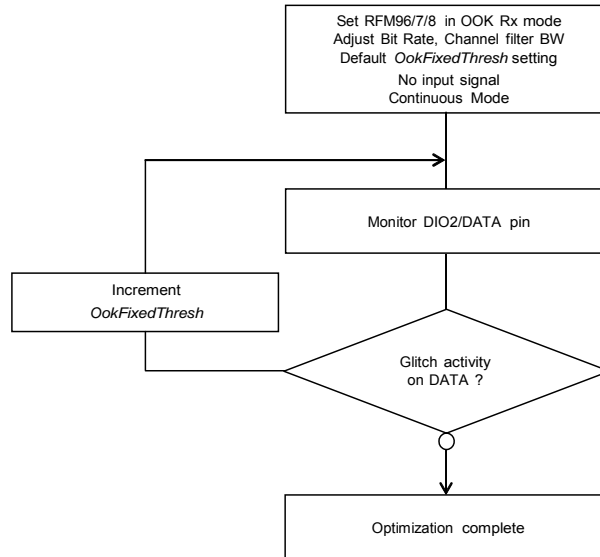 Set RFM96/7/8 in OOK Rx mode
Adjust Bit Rate, Channel filter BW
Default OokFixedThresh setting
No input signal
Continuous Mode
Monitor DIO2/DATA pin
Increment
OokFixedThresh
Glitch activity
on DATA ?
Optimization complete